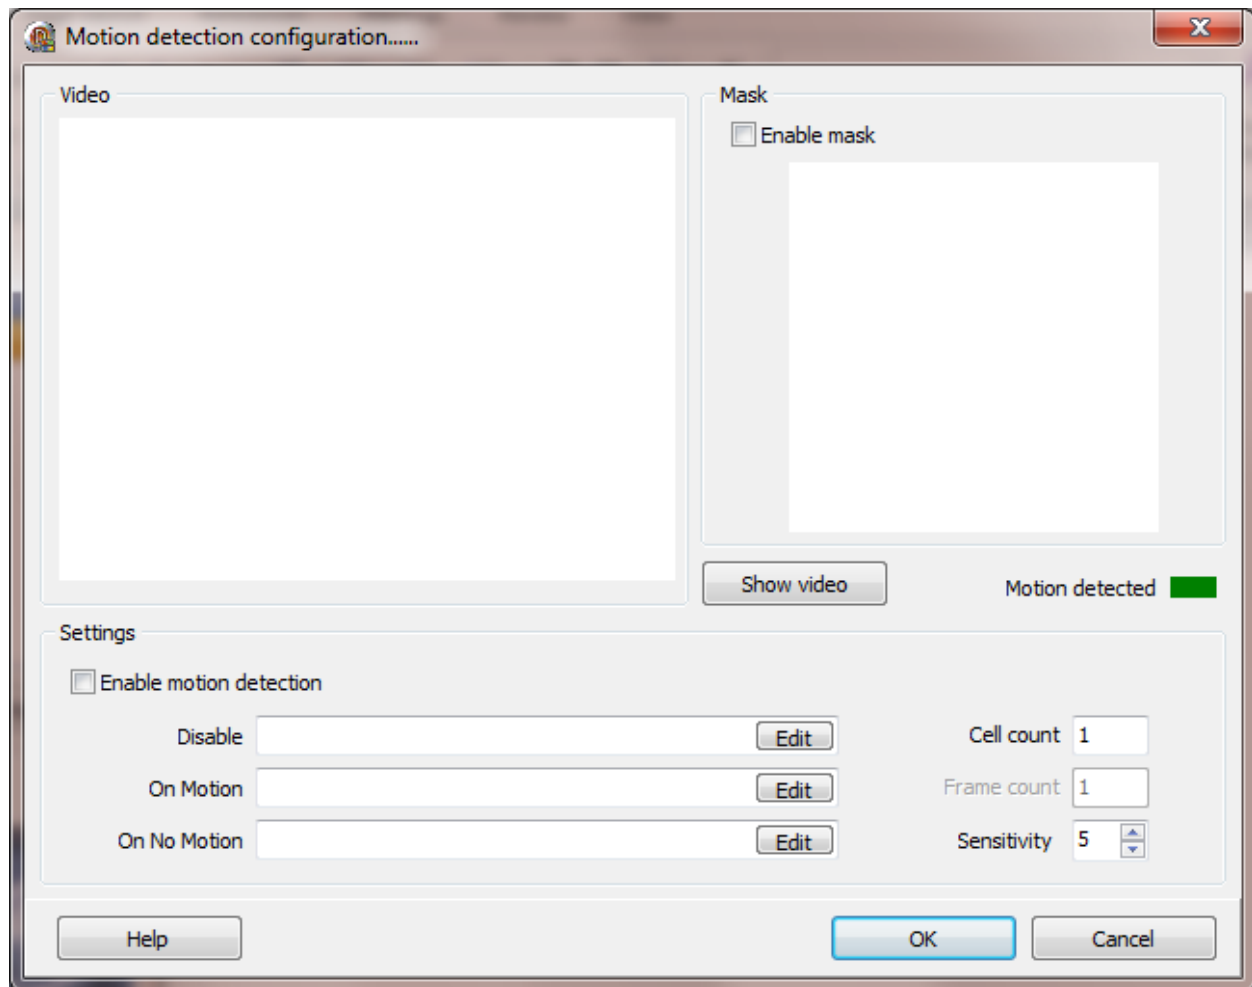 Motion detection configuration......
Video
Mask
Enable mask
Show video
Motion detected
Settings
Enable motion detection
Disable
Edit
Cell count
1
On Motion
Edit
Frame count
1
On No Motion
Edit
Sensitivity
5
Help
OK
Cancel